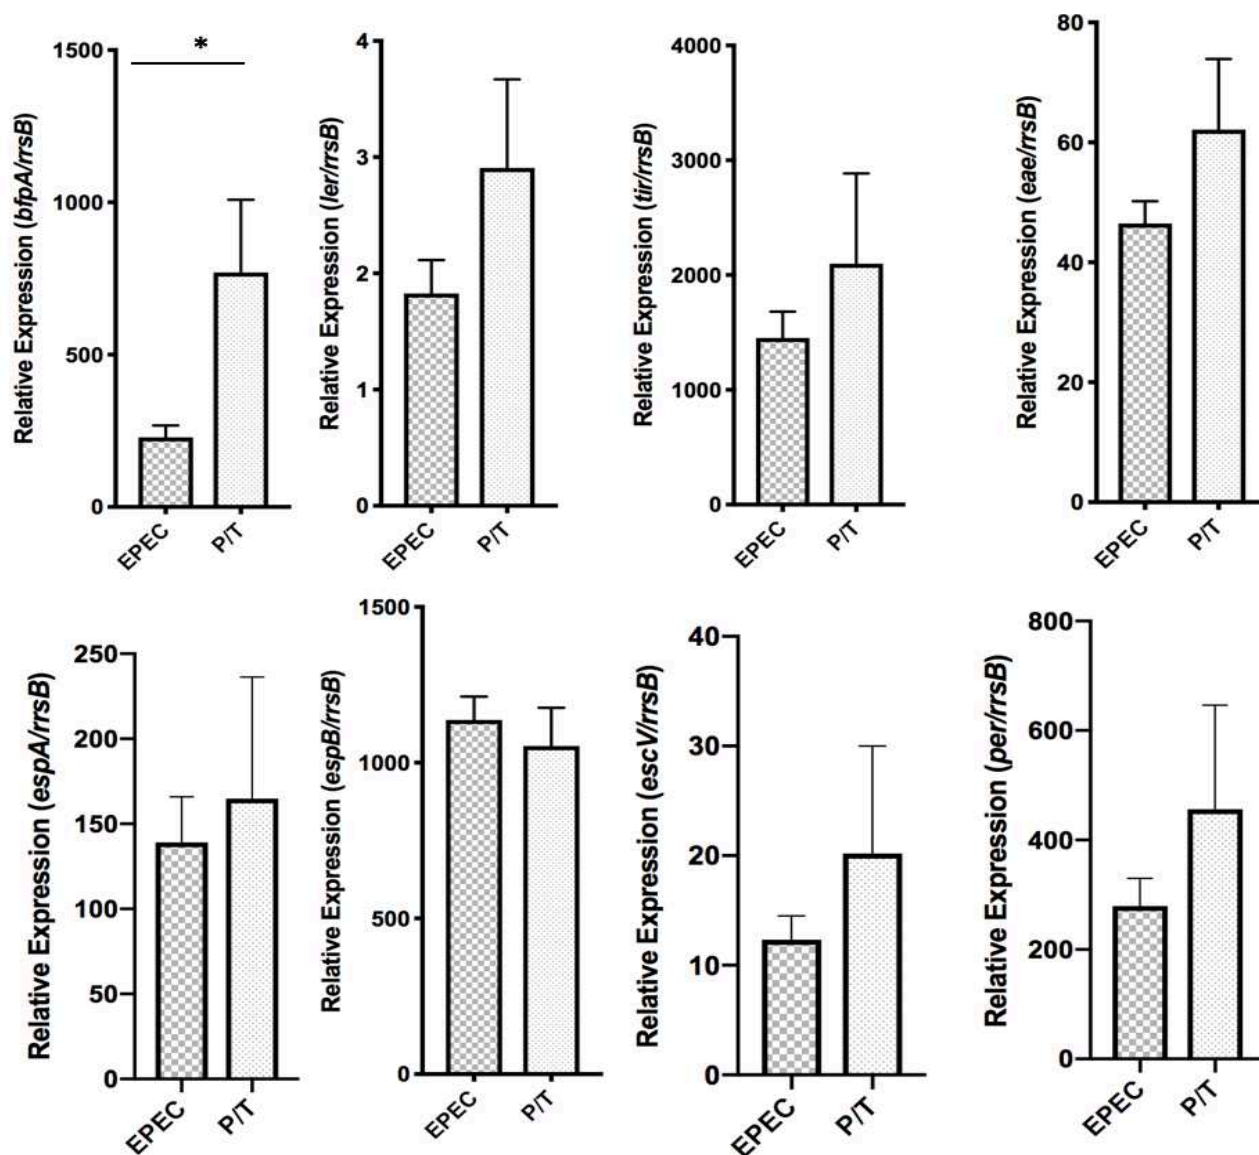 Relative Expression (bfpA/rrsB)
1500
1000
500
0
*
EPEC
P/T
Relative Expression (ler/rrsB)
4
3
2
1
0
EPEC
P/T
Relative Expression (tir/rrsB)
4000
3000
2000
1000
0
EPEC
P/T
Relative Expression (eae/rrsB)
80
60
40
20
0
EPEC
P/T
Relative Expression (espA/rrsB)
250
200
150
100
50
0
EPEC
P/T
Relative Expression (espB/rrsB)
1500
1000
500
0
EPEC
P/T
Relative Expression (escV/rrsB)
40
30
20
10
0
EPEC
P/T
Relative Expression (per/rrsB)
800
600
400
200
0
EPEC
P/T